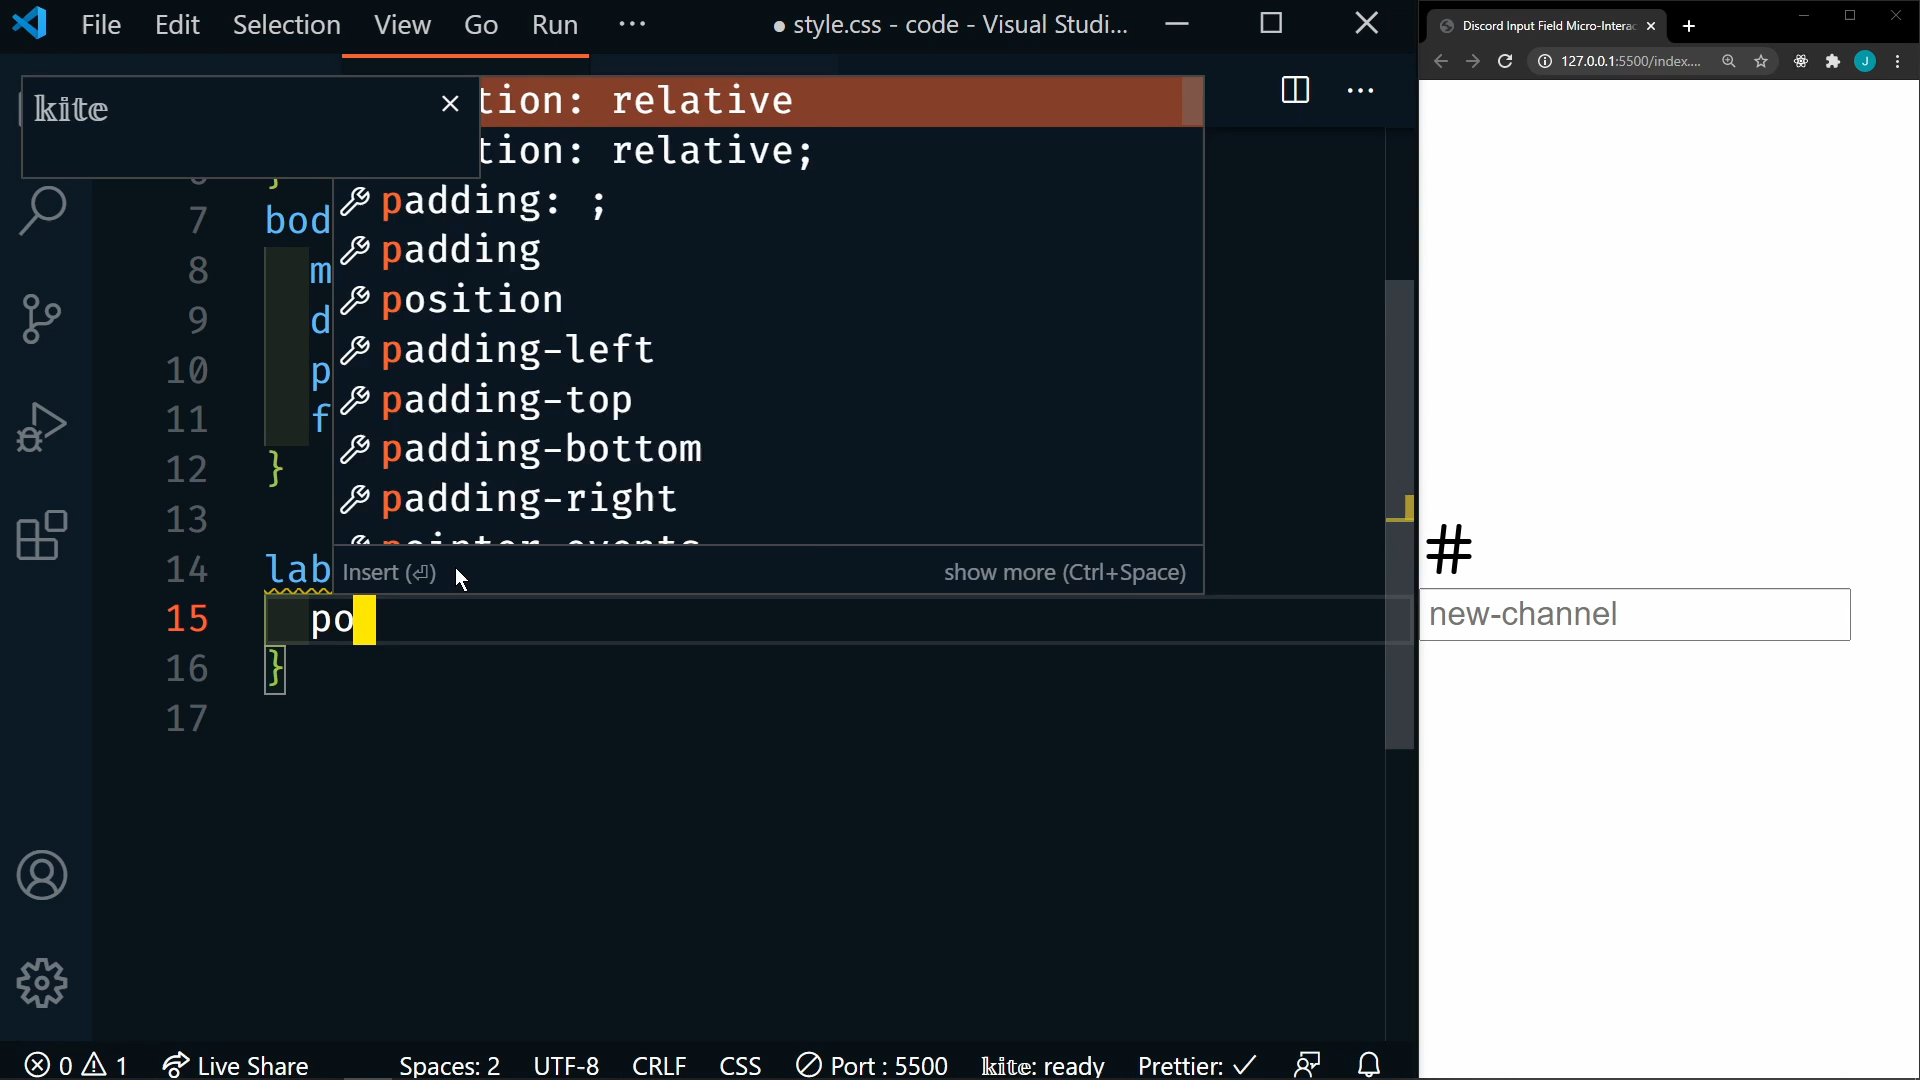 File Edit Selection View Go Run ···
● style.css - code - Visual Studi...
kite
tion: relative
tion: relative;
padding: ;
padding
position
padding-left
padding-top
padding-bottom
padding-right
pointer-events
Insert (⏎) show more (Ctrl+Space)
6 }
7 bod
8 m
9 d
10 p
11 f
12 }
13
14 lab
15 po
16 }
17
0 1 Live Share Spaces: 2 UTF-8 CRLF CSS Port : 5500 kite: ready Prettier: ✓
Discord Input Field Micro-Interac
127.0.0.1:5500/index....
J
#
new-channel